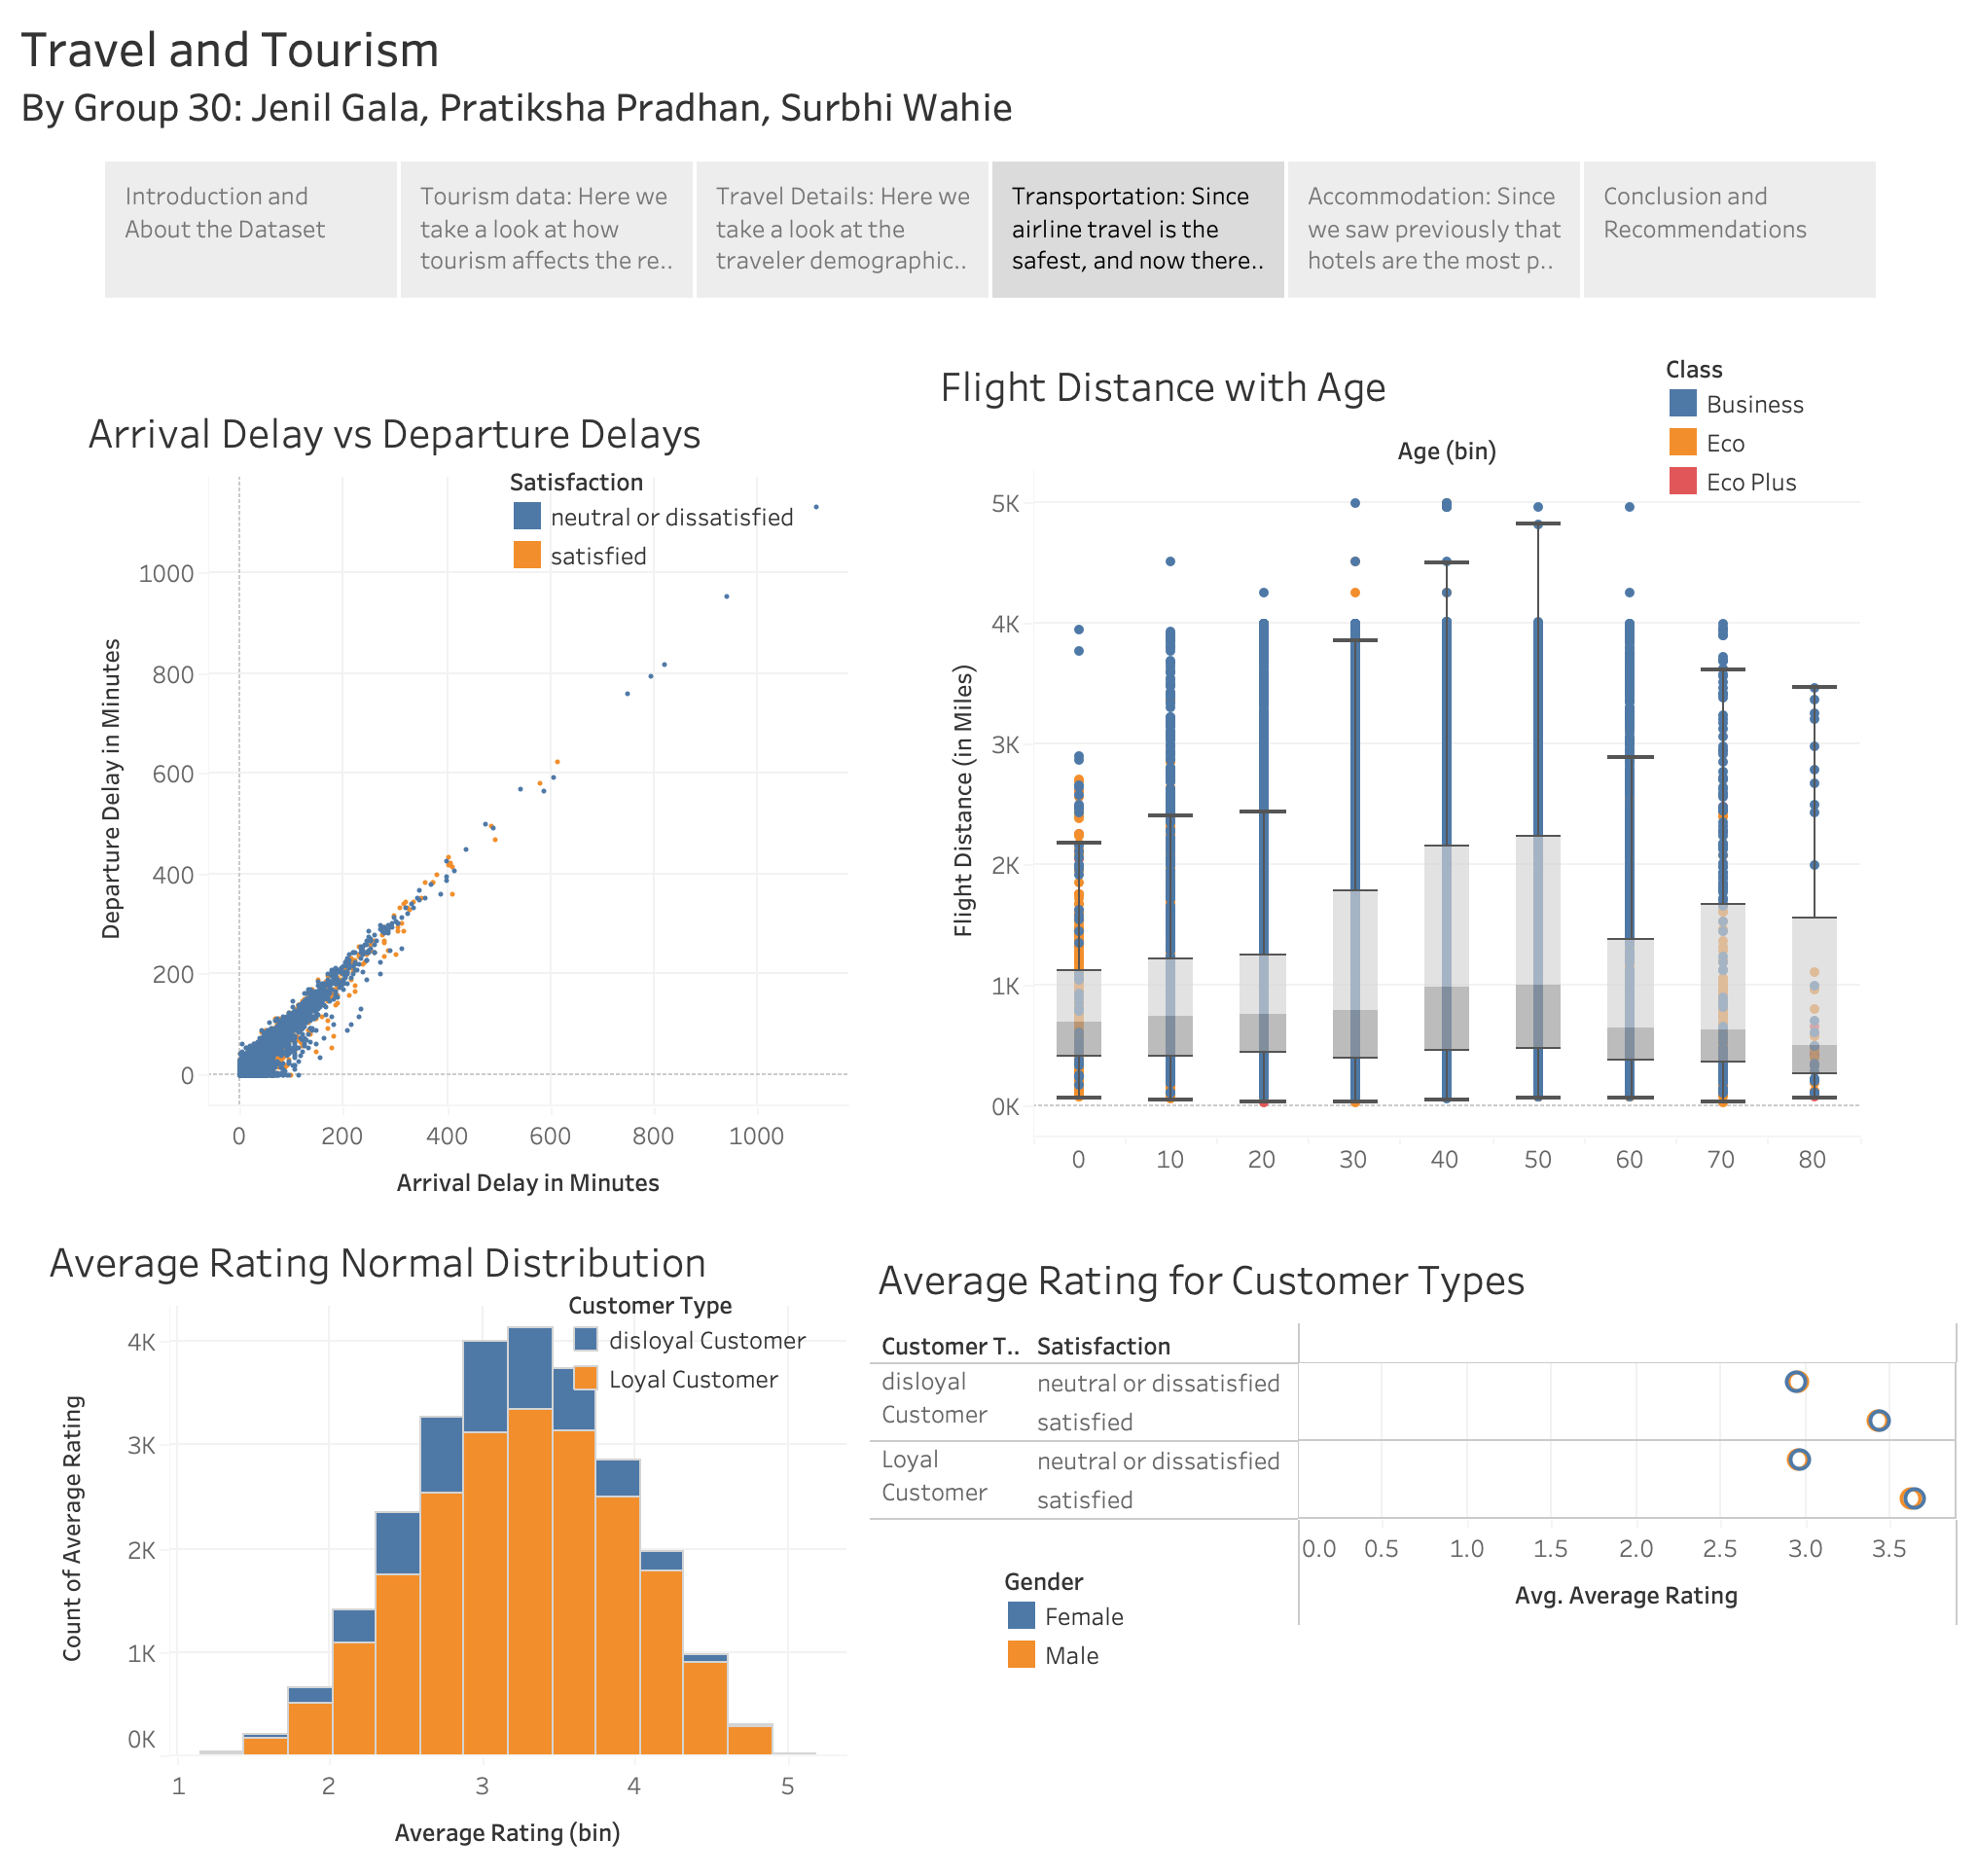 Travel and Tourism
By Group 30: Jenil Gala, Pratiksha Pradhan, Surbhi Wahie
Introduction and
About the Dataset
Tourism data: Here we
take a look at how
tourism affects the re..
Travel Details: Here we
take a look at the
traveler demographic..
Transportation: Since
airline travel is the
safest, and now there..
Accommodation: Since
we saw previously that
hotels are the most p..
Conclusion and
Recommendations
Arrival Delay vs Departure Delays
Satisfaction
neutral or dissatisfied
satisfied
Departure Delay in Minutes
1000
800
600
400
200
0
0 200 400 600 800 1000
Arrival Delay in Minutes
Flight Distance with Age
Class
Business
Eco
Eco Plus
Age (bin)
Flight Distance (in Miles)
5K
4K
3K
2K
1K
0K
0 10 20 30 40 50 60 70 80
Average Rating Normal Distribution
Customer Type
disloyal Customer
Loyal Customer
Count of Average Rating
4K
3K
2K
1K
0K
1 2 3 4 5
Average Rating (bin)
Average Rating for Customer Types
Customer T.. Satisfaction
disloyal
Customer
neutral or dissatisfied
satisfied
Loyal
Customer
neutral or dissatisfied
satisfied
0.0 0.5 1.0 1.5 2.0 2.5 3.0 3.5
Avg. Average Rating
Gender
Female
Male